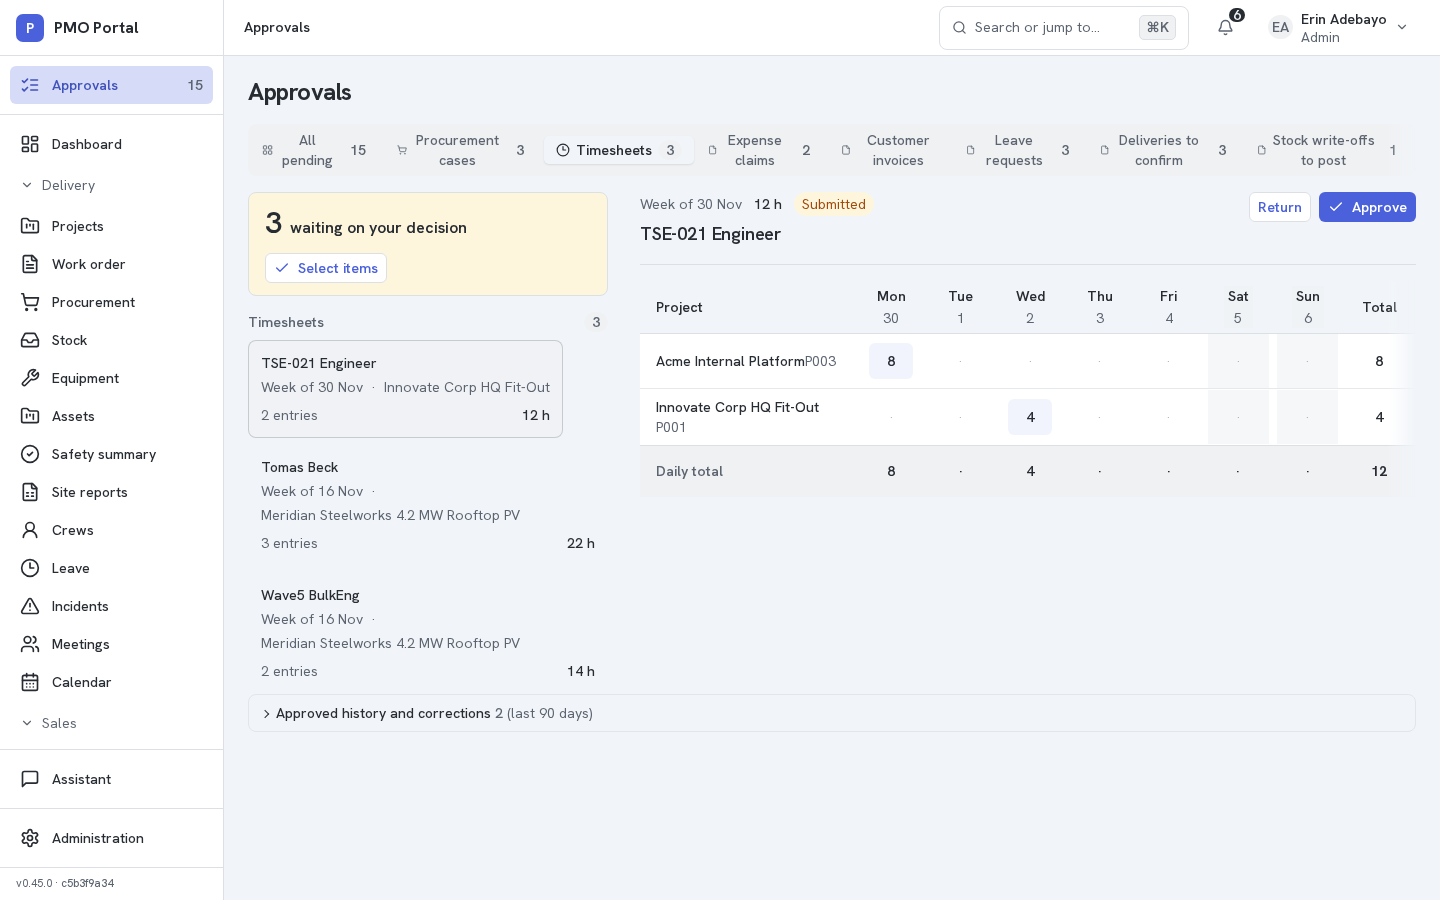 P PMO Portal
Approvals
Search or jump to...
⌘K
6
EA
Erin Adebayo
Admin
Approvals 15
Dashboard
Delivery
Projects
Work order
Procurement
Stock
Equipment
Assets
Safety summary
Site reports
Crews
Leave
Incidents
Meetings
Calendar
Sales
Assistant
Administration
v0.45.0 · c5b3f9a34
Approvals
All pending 15
Procurement cases 3
Timesheets 3
Expense claims 2
Customer invoices
Leave requests 3
Deliveries to confirm 3
Stock write-offs to post 1
3 waiting on your decision
Select items
Timesheets 3
TSE-021 Engineer
Week of 30 Nov · Innovate Corp HQ Fit-Out
2 entries 12 h
Tomas Beck
Week of 16 Nov ·
Meridian Steelworks 4.2 MW Rooftop PV
3 entries 22 h
Wave5 BulkEng
Week of 16 Nov ·
Meridian Steelworks 4.2 MW Rooftop PV
2 entries 14 h
Week of 30 Nov 12 h Submitted
TSE-021 Engineer
Return
Approve
Project Mon 30 Tue 1 Wed 2 Thu 3 Fri 4 Sat 5 Sun 6 Total
Acme Internal PlatformP003 8 · · · · · · 8
Innovate Corp HQ Fit-Out
P001 · · 4 · · · · 4
Daily total 8 · 4 · · · · 12
Approved history and corrections 2 (last 90 days)